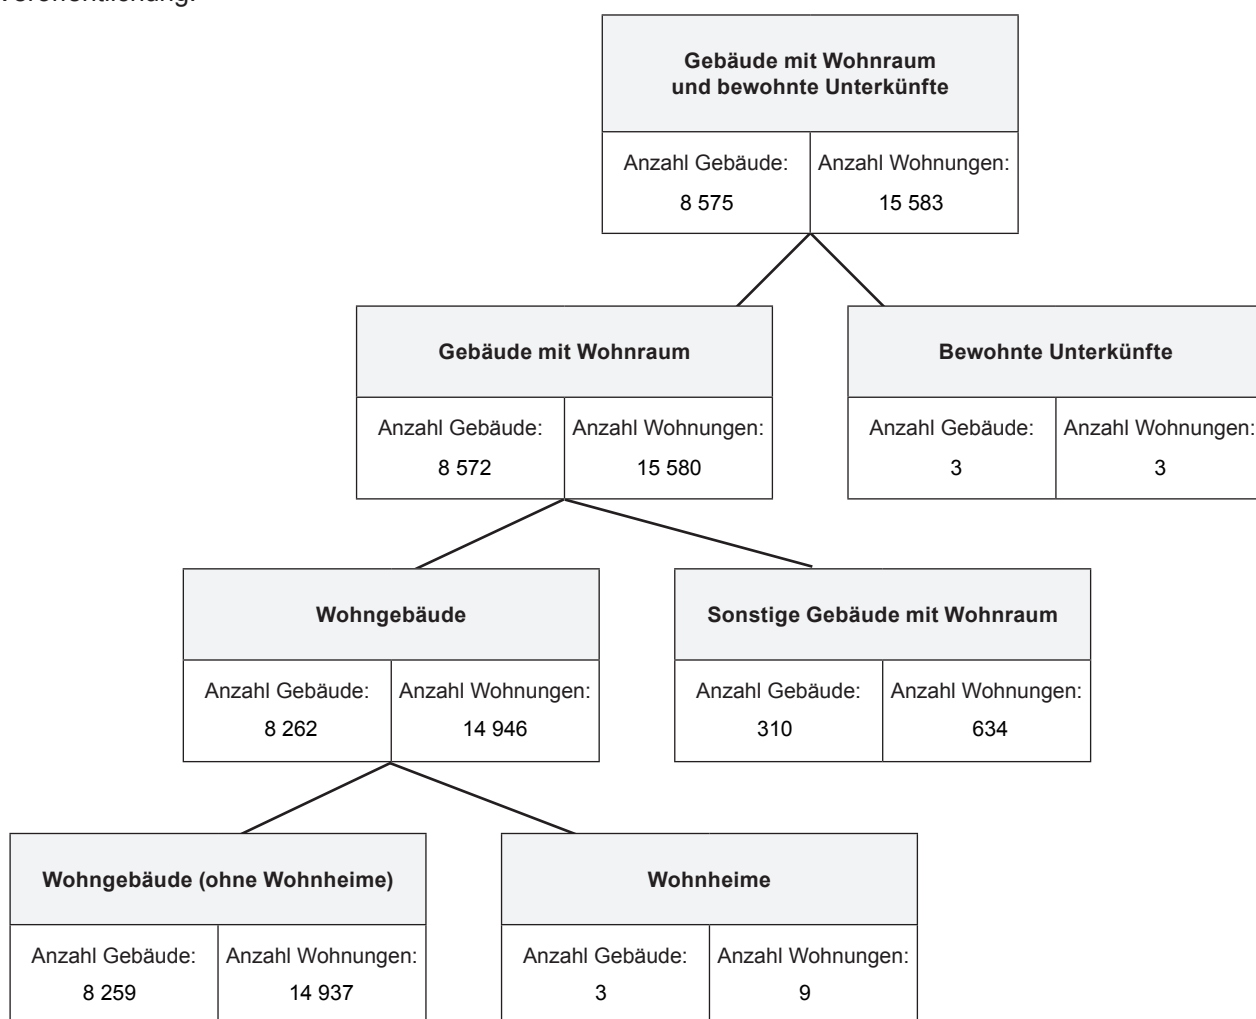 Veröffentlichung.
Gebäude mit Wohnraum
und bewohnte Unterkünfte
Anzahl Gebäude: Anzahl Wohnungen:
8 575 15 583
Gebäude mit Wohnraum Bewohnte Unterkünfte
Anzahl Gebäude: Anzahl Wohnungen: Anzahl Gebäude: Anzahl Wohnungen:
8 572 15 580 3 3
Wohngebäude Sonstige Gebäude mit Wohnraum
Anzahl Gebäude: Anzahl Wohnungen: Anzahl Gebäude: Anzahl Wohnungen:
8 262 14 946 310 634
Wohngebäude (ohne Wohnheime) Wohnheime
Anzahl Gebäude: Anzahl Wohnungen: Anzahl Gebäude: Anzahl Wohnungen:
8 259 14 937 3 9